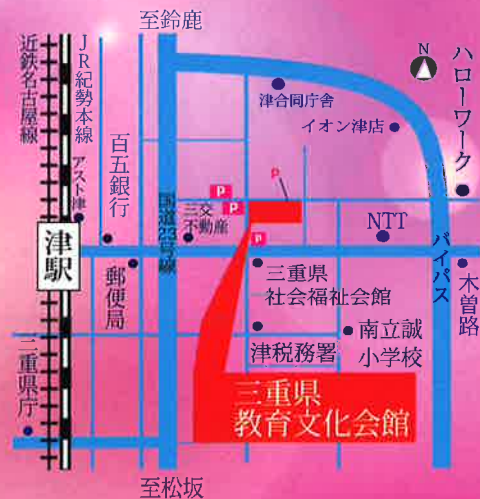 至鈴鹿
近鉄名古屋線
JR紀勢本線
N
ハローワーク
津合同庁舎
イオン津店
百五銀行
アスト津
P
P
P
P
国道23号線
三交
不動産
NTT
バイパス
津駅
郵便局
三重県
社会福祉会館
木曽路
津税務署
南立誠
小学校
三重県庁
三重県
教育文化会館
至松坂